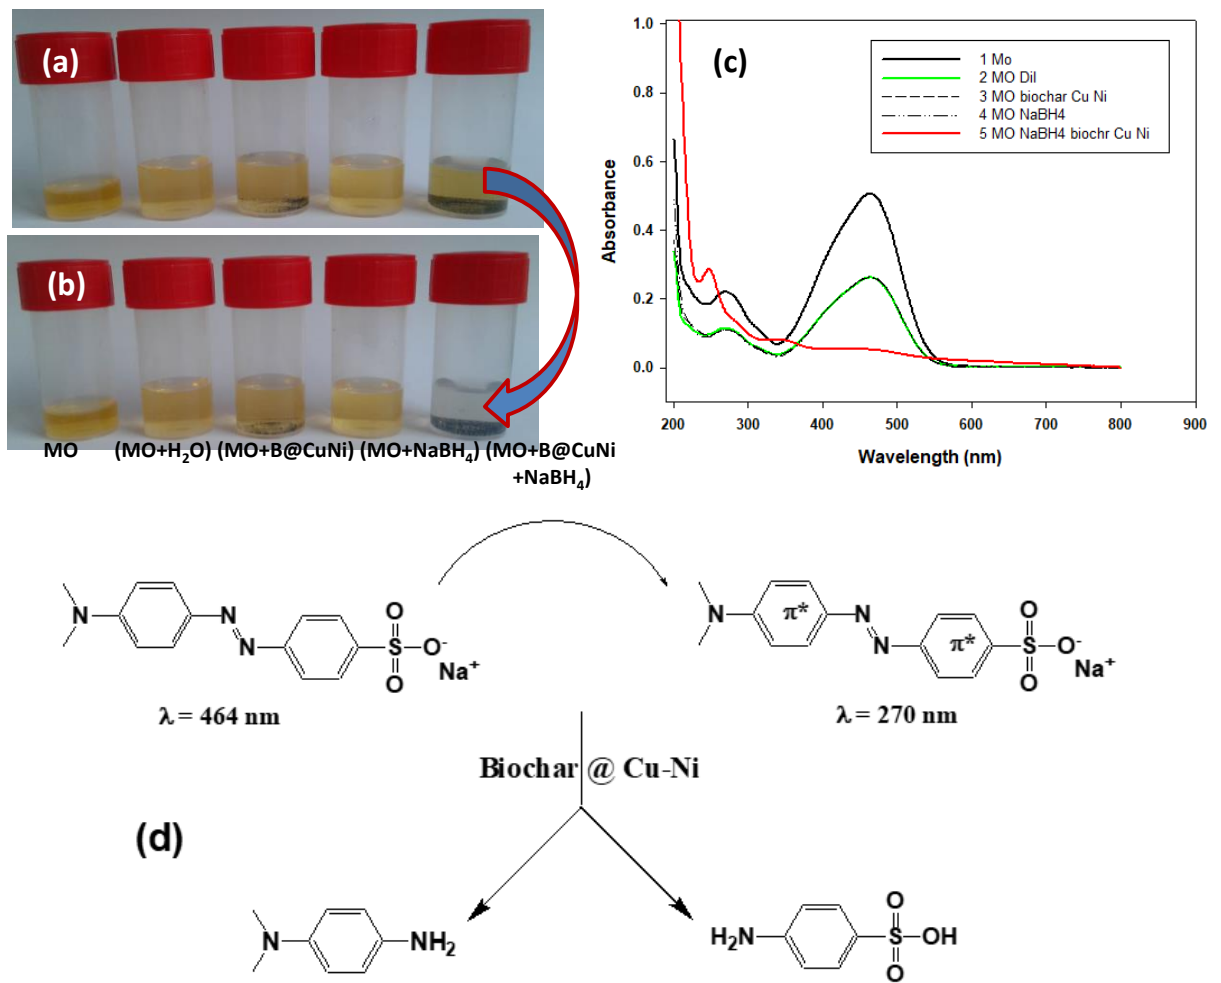 (a)
(b)
MO (MO+H₂O) (MO+B@CuNi) (MO+NaBH₄) (MO+B@CuNi
+NaBH₄)
(c)
1.0
0.8
0.6
0.4
0.2
0.0
Absorbance
1 Mo
2 MO Dil
3 MO biochar Cu Ni
4 MO NaBH4
5 MO NaBH4 biochr Cu Ni
200 300 400 500 600 700 800 900
Wavelength (nm)
N N N S O O O⁻ Na⁺
λ = 464 nm
N π* N N π* S O O O⁻ Na⁺
λ = 270 nm
Biochar @ Cu-Ni
(d)
N NH₂
H₂N S O O OH